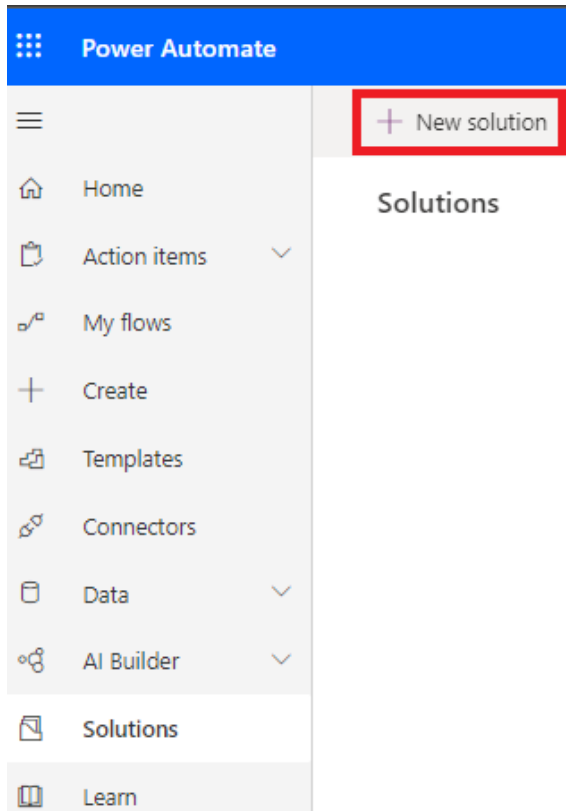 Power Automate
New solution
Solutions
Home
Action items
My flows
Create
Templates
Connectors
Data
AI Builder
Solutions
Learn